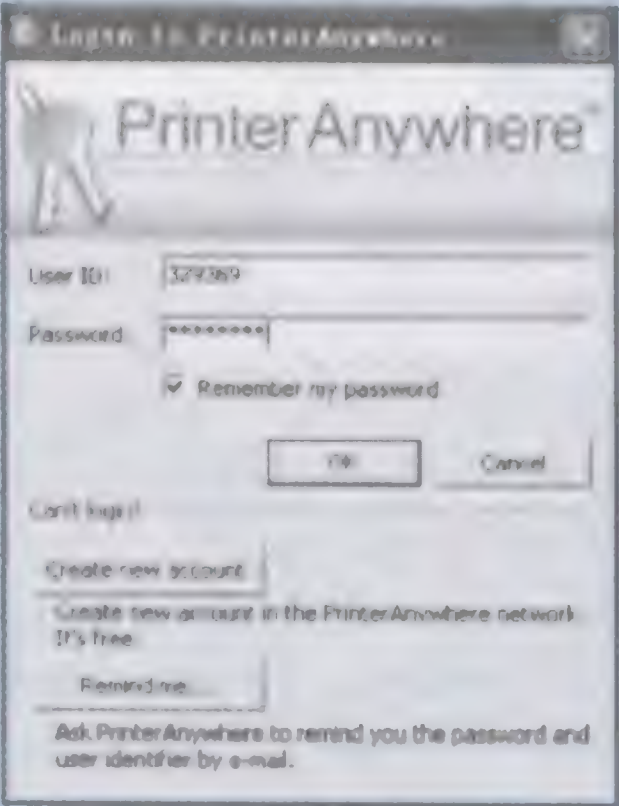 Login to PrinterAnywhere
PrinterAnywhere
User ID: 329369
Password: ********
Remember my password
OK Cancel
Can't login?
Create new account
Create new account in the PrinterAnywhere network.
It's free.
Remind me...
Ask PrinterAnywhere to remind you the password and
user identifier by e-mail.